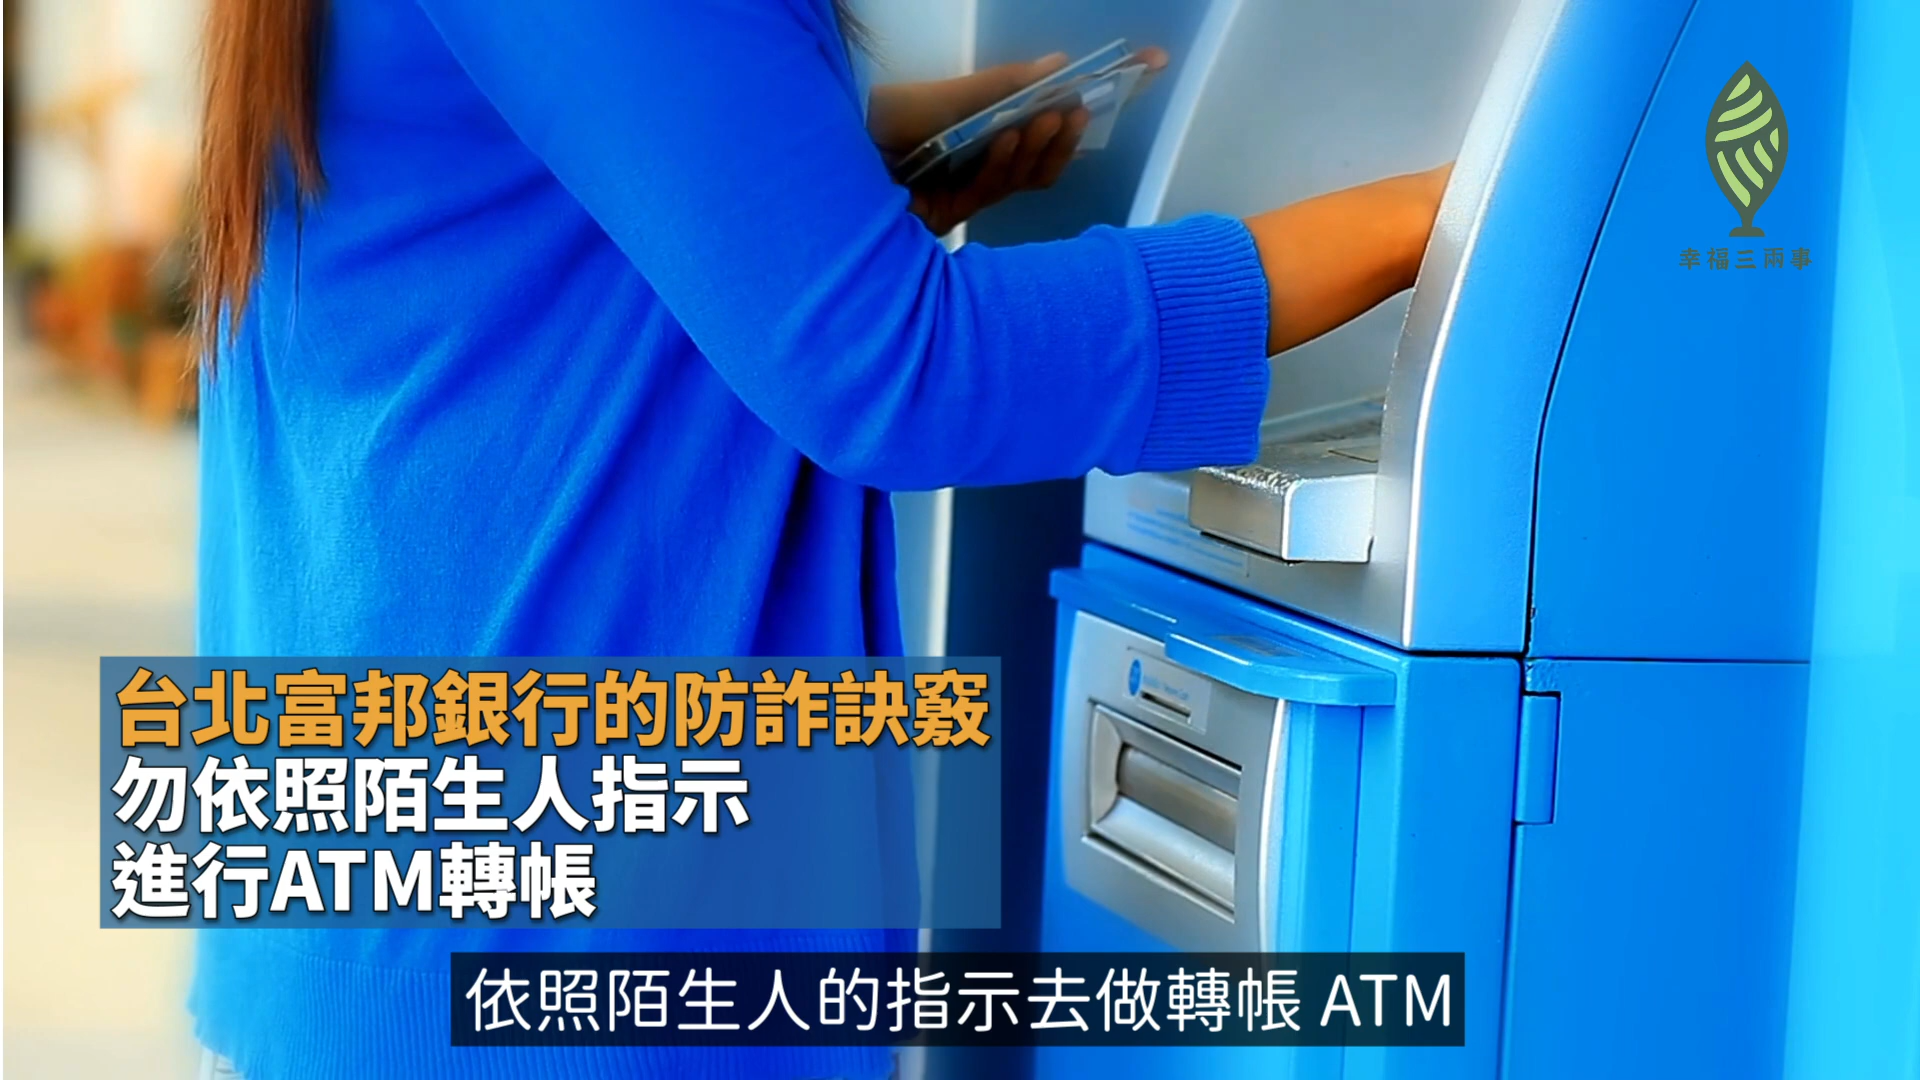 幸福三兩事
台北富邦銀行的防詐訣竅
勿依照陌生人指示
進行ATM轉帳
依照陌生人的指示去做轉帳 ATM